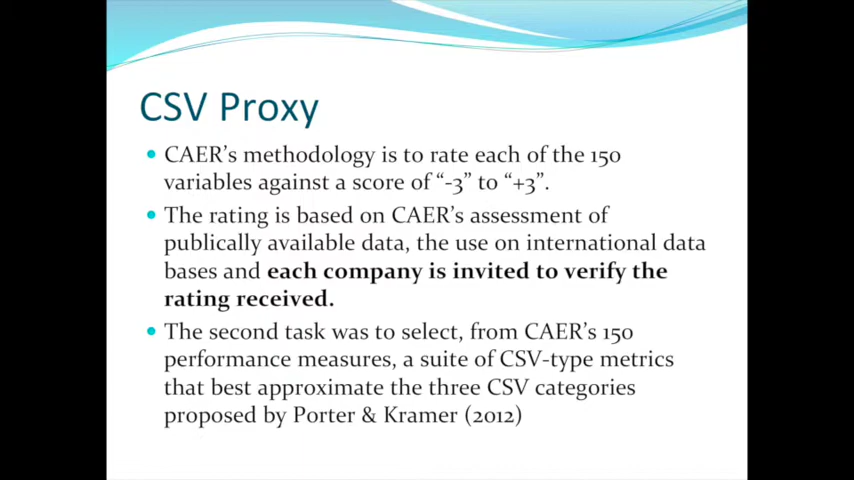 CSV Proxy
CAER’s methodology is to rate each of the 150
variables against a score of “-3” to “+3”.
The rating is based on CAER’s assessment of
publically available data, the use on international data
bases and each company is invited to verify the
rating received.
The second task was to select, from CAER’s 150
performance measures, a suite of CSV-type metrics
that best approximate the three CSV categories
proposed by Porter & Kramer (2012)